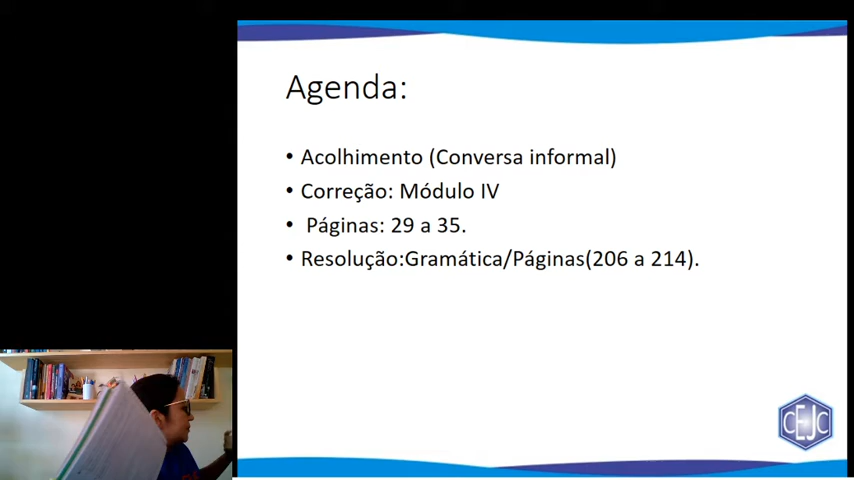 Agenda:
• Acolhimento (Conversa informal)
• Correção: Módulo IV
• Páginas: 29 a 35.
• Resolução:Gramática/Páginas(206 a 214).
CEJC